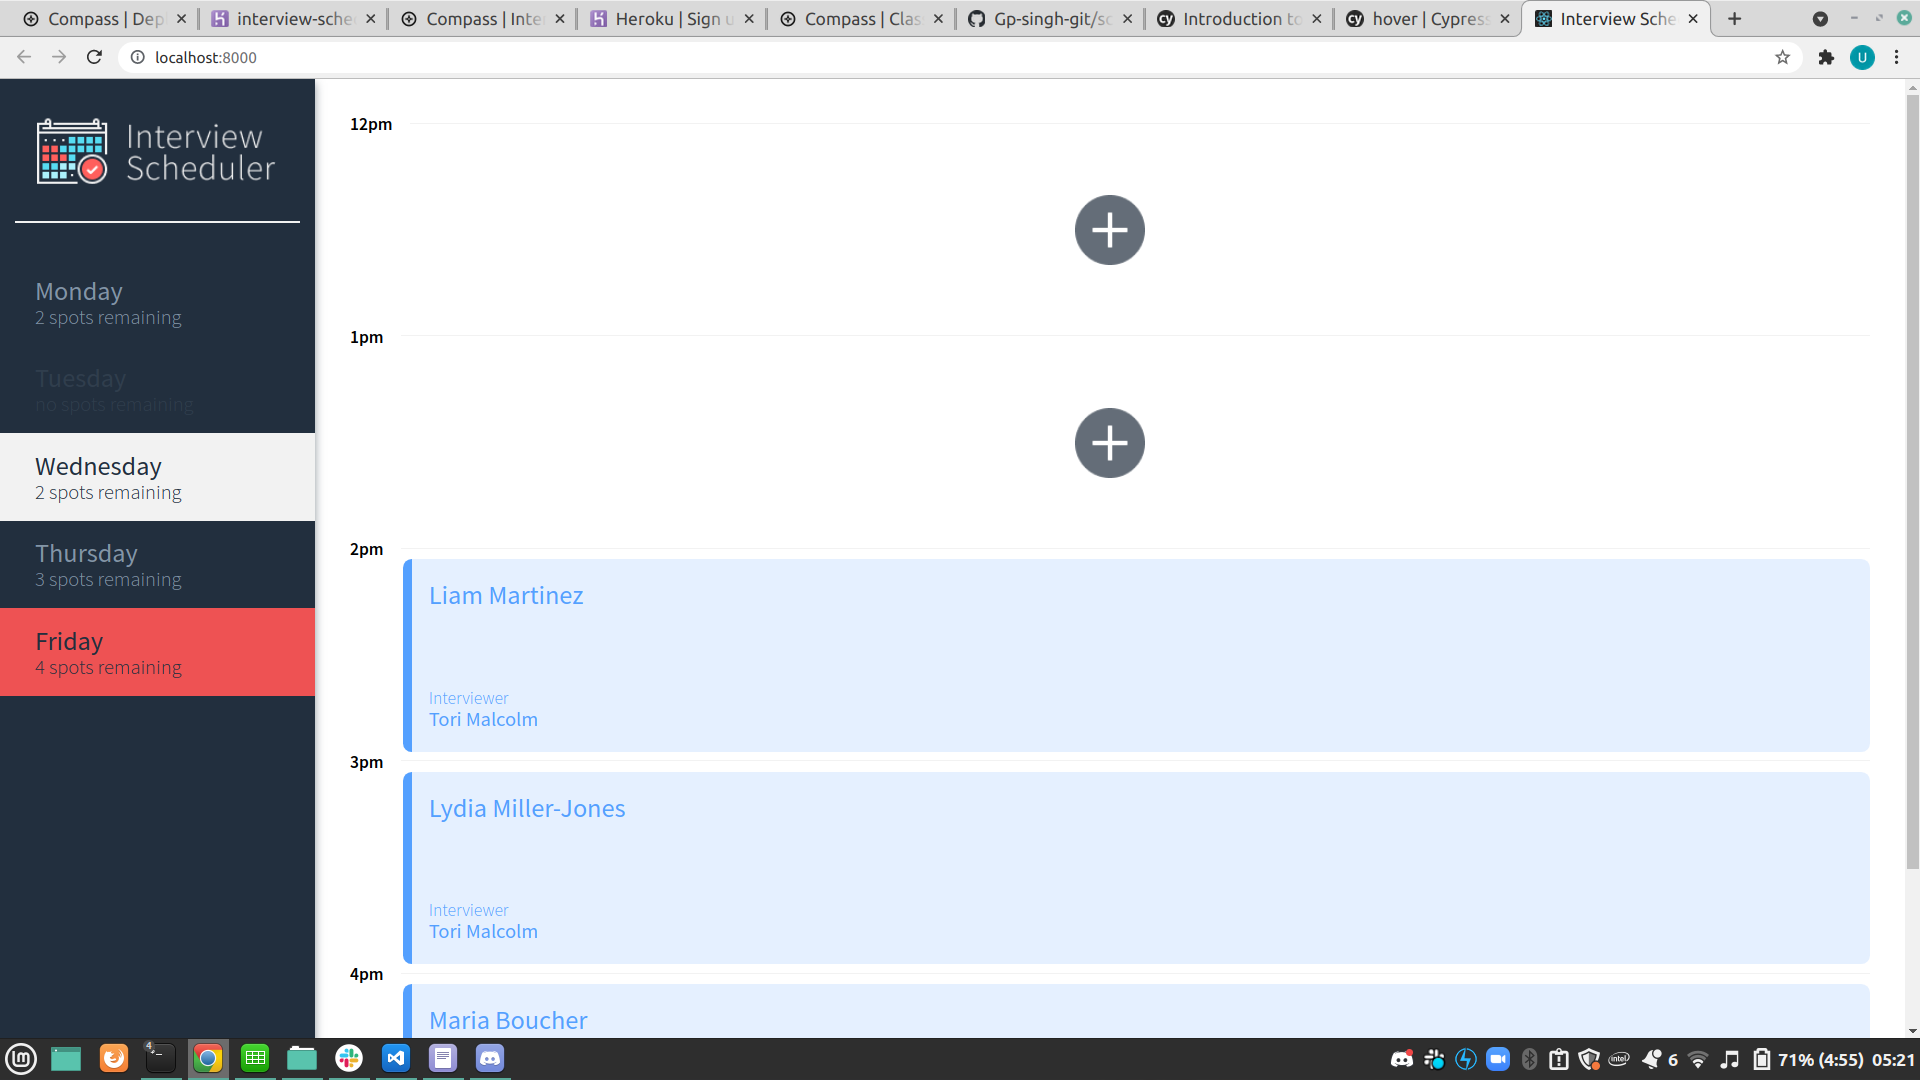 Compass | Dep
interview-sche
Compass | Inte
Heroku | Sign u
Compass | Clas
Gp-singh-git/sc
Introduction to
hover | Cypress
Interview Sche
localhost:8000
U
Interview
Scheduler
Monday
2 spots remaining
Tuesday
no spots remaining
Wednesday
2 spots remaining
Thursday
3 spots remaining
Friday
4 spots remaining
12pm
1pm
2pm
Liam Martinez
Interviewer
Tori Malcolm
3pm
Lydia Miller-Jones
Interviewer
Tori Malcolm
4pm
Maria Boucher
4
intel
6
71% (4:55)
05:21